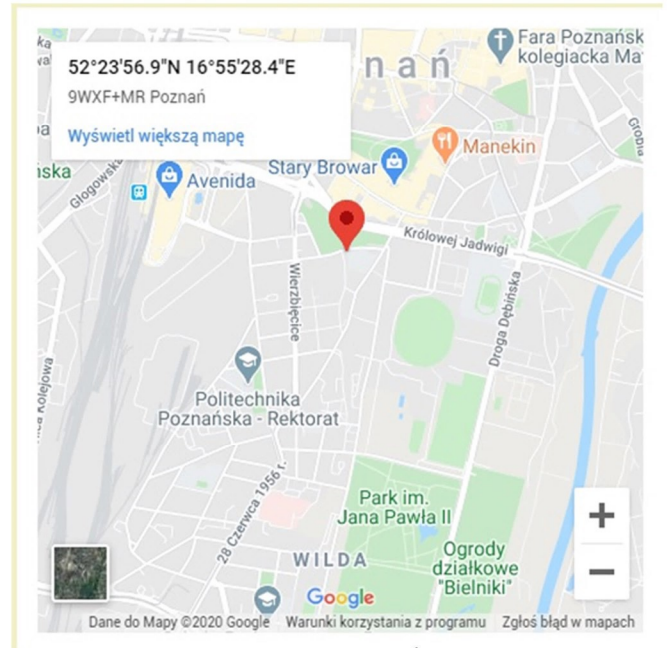 52°23'56.9"N 16°55'28.4"E
9WXF+MR Poznań
Wyświetl większą mapę
nań
Fara Poznańsk
kolegiacka Ma
Grobla
Manekin
Stary Browar
Avenida
Głogowska
ńska
Królowej Jadwigi
Wierzbięcice
Droga Dębińska
Politechnika
Poznańska - Rektorat
28 Czerwca 1956 r.
Park im.
Jana Pawła II
WILDA
Ogrody
działkowe
"Bielniki"
Google
Dane do Mapy ©2020 Google Warunki korzystania z programu Zgłoś błąd w mapach